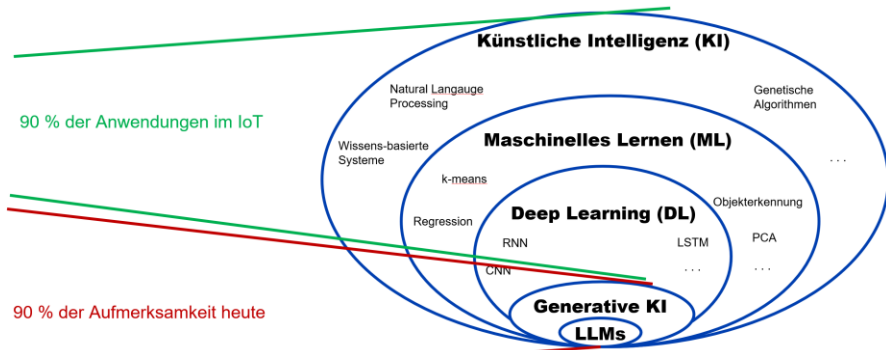 Künstliche Intelligenz (KI)
Natural Langauge
Processing
Genetische
Algorithmen
90 % der Anwendungen im IoT
Maschinelles Lernen (ML)
Wissens-basierte
Systeme
. . .
k-means
Objekterkennung
Regression
Deep Learning (DL)
RNN
LSTM
PCA
CNN
. . .
. . .
90 % der Aufmerksamkeit heute
Generative KI
LLMs